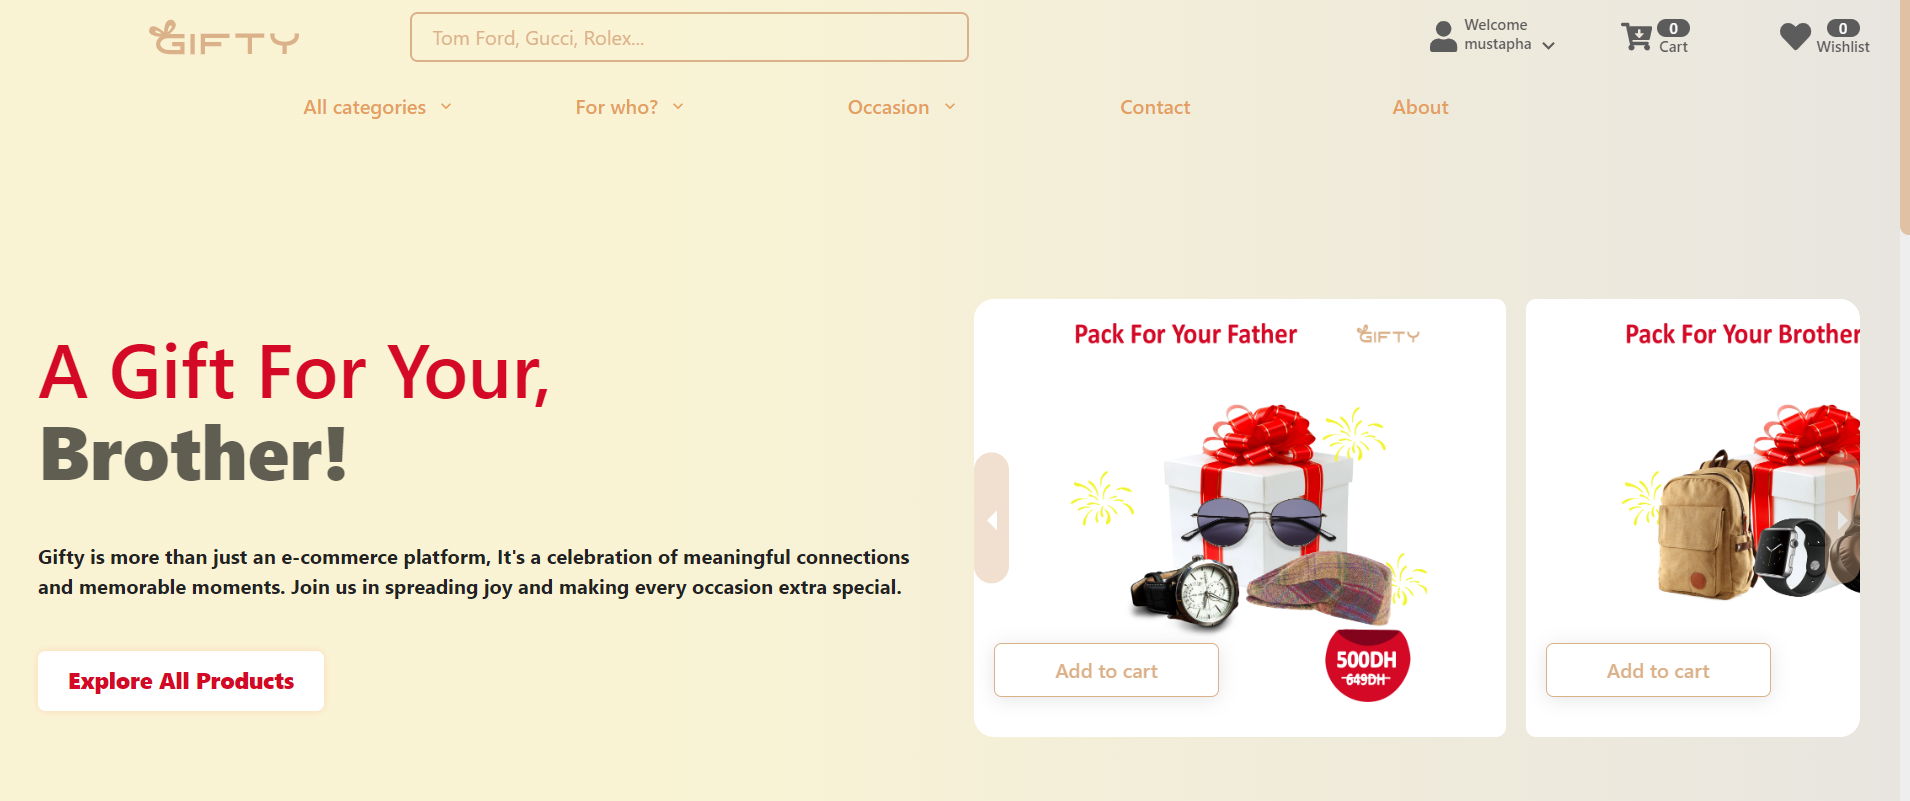 GIFTY
Tom Ford, Gucci, Rolex...
Welcome
mustapha
0
Cart
0
Wishlist
All categories
For who?
Occasion
Contact
About
A Gift For Your,
Brother!
Gifty is more than just an e-commerce platform, It's a celebration of meaningful connections
and memorable moments. Join us in spreading joy and making every occasion extra special.
Explore All Products
Pack For Your Father
GIFTY
500DH
649DH
Add to cart
Pack For Your Brother
Add to cart